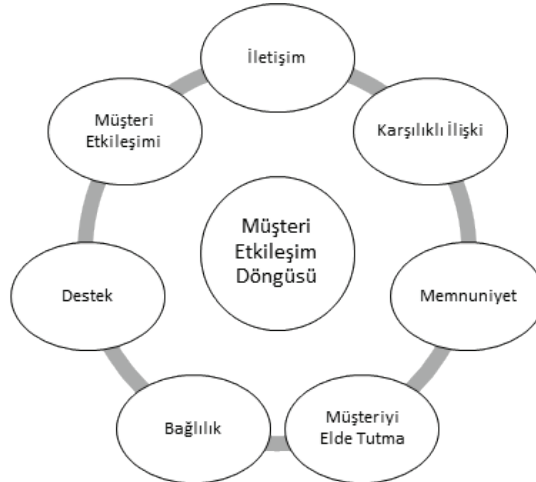 İletişim
Müşteri
Etkileşimi
Karşılıklı İlişki
Müşteri
Etkileşim
Döngüsü
Destek
Memnuniyet
Bağlılık
Müşteriyi
Elde Tutma